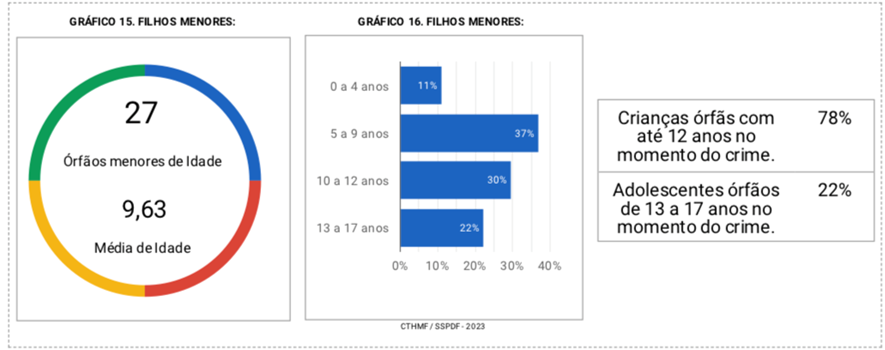 GRÁFICO 15. FILHOS MENORES:
27
Órfãos menores de Idade
9,63
Média de Idade
GRÁFICO 16. FILHOS MENORES:
0 a 4 anos 11%
5 a 9 anos 37%
10 a 12 anos 30%
13 a 17 anos 22%
0% 10% 20% 30% 40%
CTHMF / SSPDF - 2023
Crianças órfãs com 78%
até 12 anos no
momento do crime.
Adolescentes órfãos 22%
de 13 a 17 anos no
momento do crime.